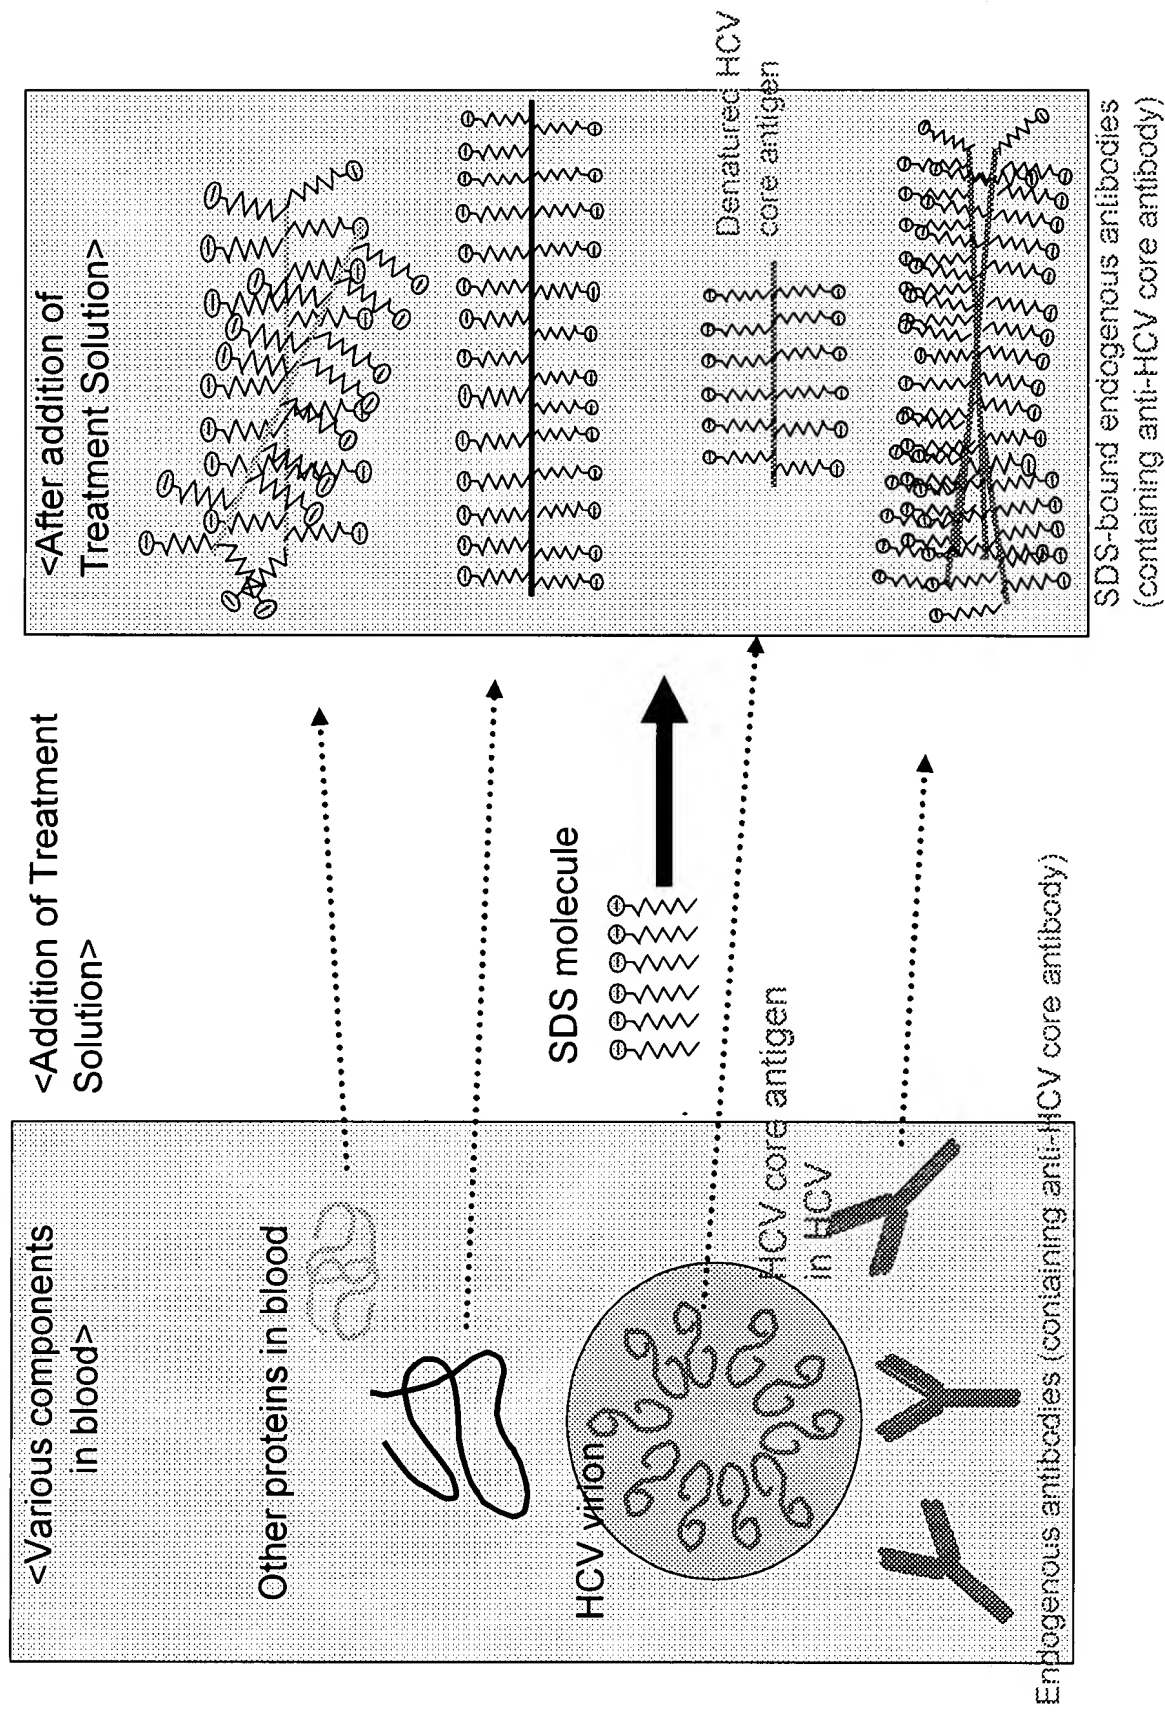 <Various components
in blood>
Other proteins in blood
HCV virion
HCV core antigen
in HCV
Endogenous antibodies (containing anti-HCV core antibody)
<Addition of Treatment
Solution>
SDS molecule
<After addition of
Treatment Solution>
Denatured HCV
core antigen
SDS-bound endogenous antibodies
(containing anti-HCV core antibody)